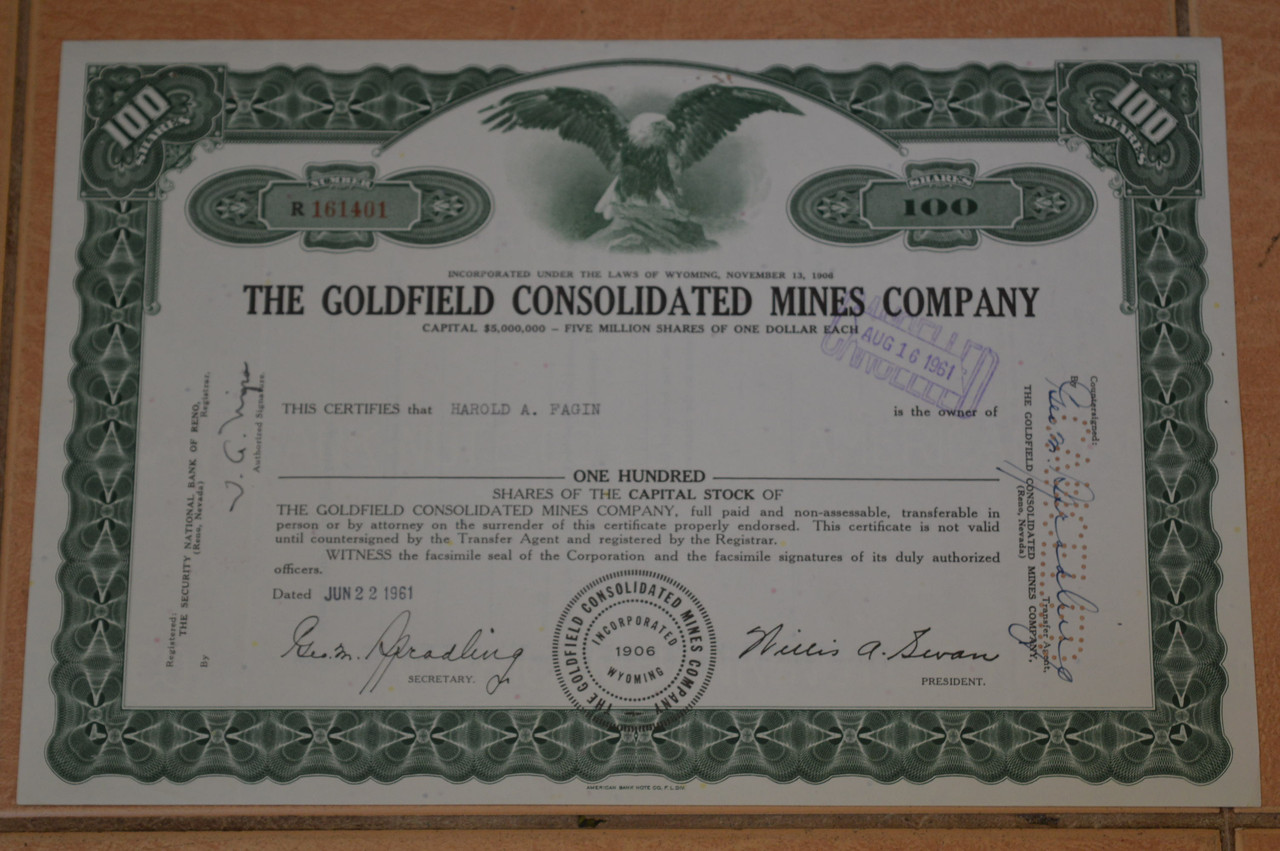 100
SHARES
100
SHARES
NUMBER
R 161401
SHARES
100
INCORPORATED UNDER THE LAWS OF WYOMING, NOVEMBER 13, 1906
THE GOLDFIELD CONSOLIDATED MINES COMPANY
CAPITAL $5,000,000 – FIVE MILLION SHARES OF ONE DOLLAR EACH
AUG 16 1961
CANCELLED
THIS CERTIFIES that HAROLD A. FAGIN is the owner of
ONE HUNDRED
SHARES OF THE CAPITAL STOCK OF
THE GOLDFIELD CONSOLIDATED MINES COMPANY, full paid and non-assessable, transferable in
person or by attorney on the surrender of this certificate properly endorsed. This certificate is not valid
until countersigned by the Transfer Agent and registered by the Registrar.
WITNESS the facsimile seal of the Corporation and the facsimile signatures of its duly authorized
officers.
Dated JUN 22 1961
Geo. M. Spradling
SECRETARY.
THE GOLDFIELD CONSOLIDATED MINES COMPANY
INCORPORATED
1906
WYOMING
Willis A. Swan
PRESIDENT.
Registered:
THE SECURITY NATIONAL BANK OF RENO,
(Reno, Nevada)
Registrar,
By
Authorized Signature.
Countersigned:
THE GOLDFIELD CONSOLIDATED MINES COMPANY,
(Reno, Nevada)
Transfer Agent,
By
Geo. M. Spradling
AMERICAN BANK NOTE CO.